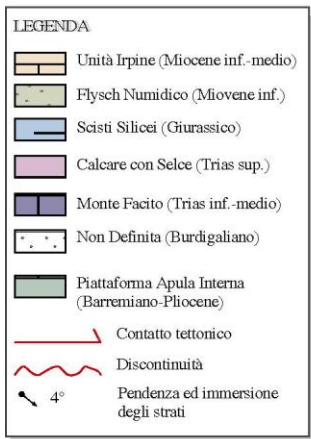 LEGENDA
Unità Irpine (Miocene inf.-medio)
Flysch Numidico (Miovene inf.)
Scisti Silicei (Giurassico)
Calcare con Selce (Trias sup.)
Monte Facito (Trias inf.-medio)
Non Definita (Burdigaliano)
Piattaforma Apula Interna
(Barremiano-Pliocene)
Contatto tettonico
Discontinuità
4° Pendenza ed immersione
degli strati